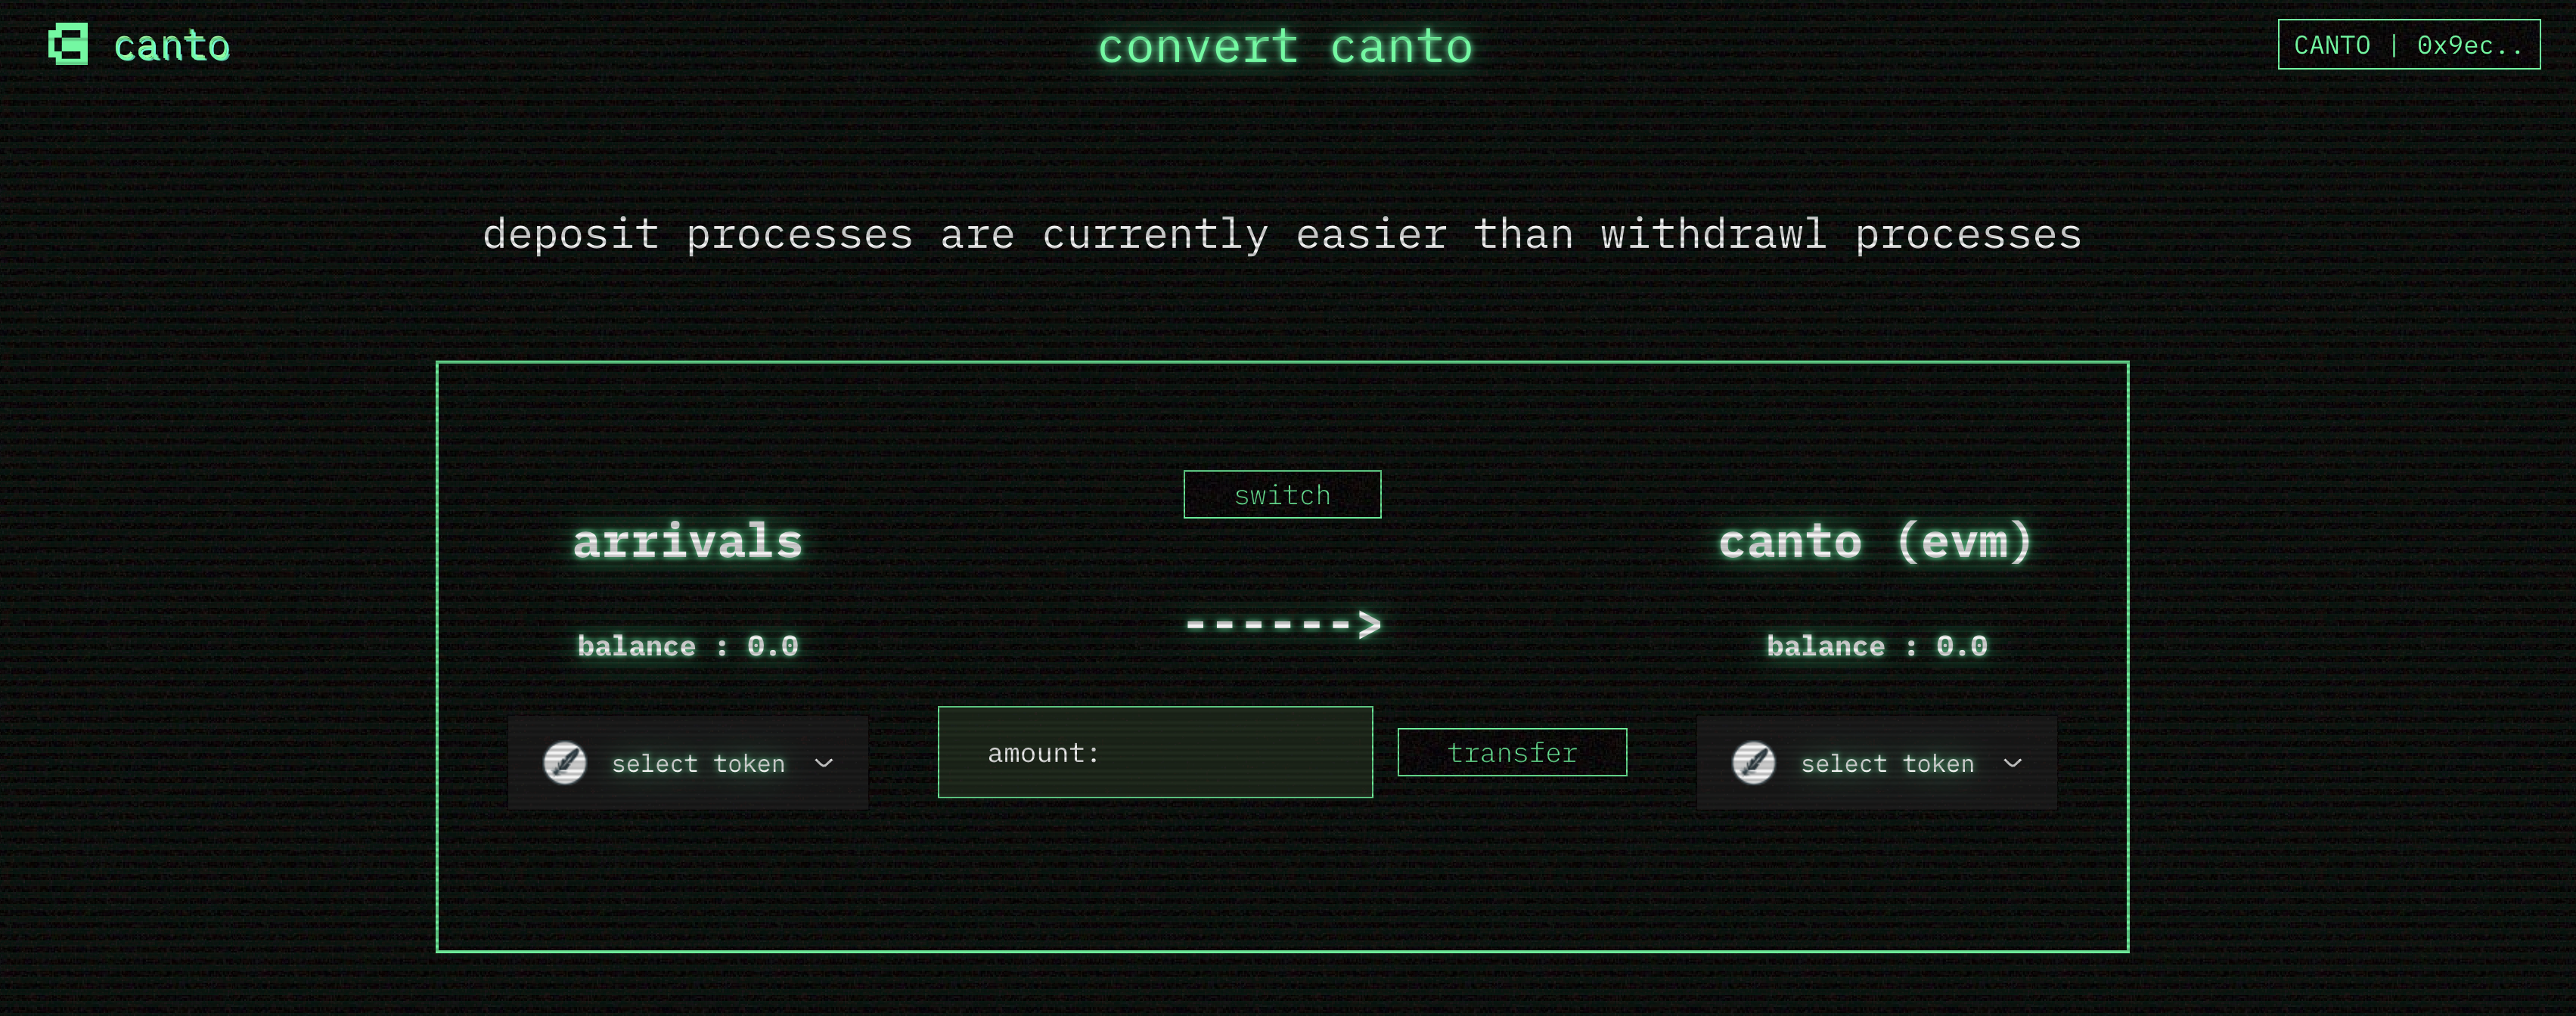 canto
convert canto
CANTO | 0x9ec..
deposit processes are currently easier than withdrawl processes
switch
arrivals
canto (evm)
------>
balance : 0.0
balance : 0.0
select token
amount:
transfer
select token